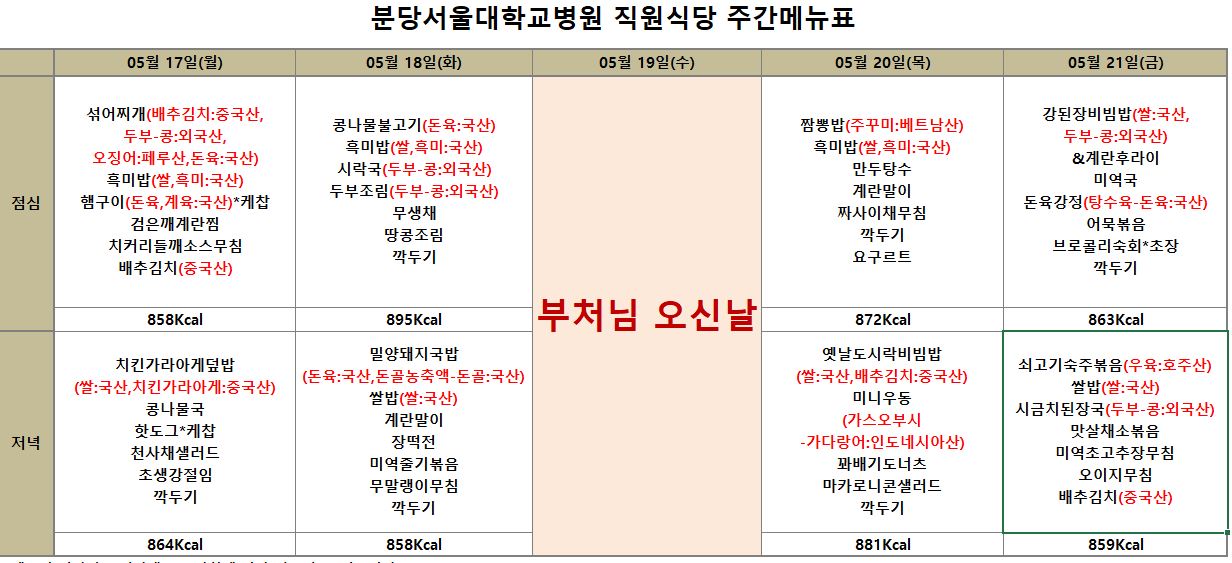 분당서울대학교병원 직원식당 주간메뉴표
05월 17일(월) 05월 18일(화) 05월 19일(수) 05월 20일(목) 05월 21일(금)
점심
섞어찌개(배추김치:중국산,
두부-콩:외국산,
오징어:페루산,돈육:국산)
흑미밥(쌀,흑미:국산)
햄구이(돈육,계육:국산)*케찹
검은깨계란찜
치커리들깨소스무침
배추김치(중국산)
858Kcal
콩나물불고기(돈육:국산)
흑미밥(쌀,흑미:국산)
시락국(두부-콩:외국산)
두부조림(두부-콩:외국산)
무생채
땅콩조림
깍두기
895Kcal
부처님 오신날
짬뽕밥(주꾸미:베트남산)
흑미밥(쌀,흑미:국산)
만두탕수
계란말이
짜사이채무침
깍두기
요구르트
872Kcal
강된장비빔밥(쌀:국산,
두부-콩:외국산)
&계란후라이
미역국
돈육강정(탕수육-돈육:국산)
어묵볶음
브로콜리숙회*초장
깍두기
863Kcal
저녁
치킨가라아게덮밥
(쌀:국산,치킨가라아게:중국산)
콩나물국
핫도그*케찹
천사채샐러드
초생강절임
깍두기
864Kcal
밀양돼지국밥
(돈육:국산,돈골농축액-돈골:국산)
쌀밥(쌀:국산)
계란말이
장떡전
미역줄기볶음
무말랭이무침
깍두기
858Kcal
옛날도시락비빔밥
(쌀:국산,배추김치:중국산)
미니우동
(가스오부시
-가다랑어:인도네시아산)
꽈배기도너츠
마카로니콘샐러드
깍두기
881Kcal
쇠고기숙주볶음(우육:호주산)
쌀밥(쌀:국산)
시금치된장국(두부-콩:외국산)
맛살채소볶음
미역초고추장무침
오이지무침
배추김치(중국산)
859Kcal